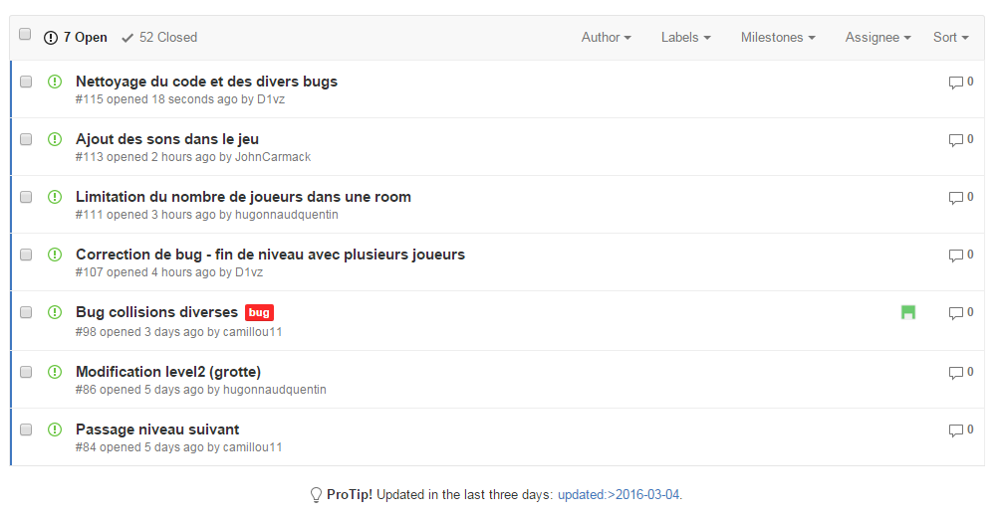 7 Open 52 Closed Author Labels Milestones Assignee Sort
Nettoyage du code et des divers bugs 0
#115 opened 18 seconds ago by D1vz
Ajout des sons dans le jeu 0
#113 opened 2 hours ago by JohnCarmack
Limitation du nombre de joueurs dans une room 0
#111 opened 3 hours ago by hugonnaudquentin
Correction de bug - fin de niveau avec plusieurs joueurs 0
#107 opened 4 hours ago by D1vz
Bug collisions diverses bug 0
#98 opened 3 days ago by camillou11
Modification level2 (grotte) 0
#86 opened 5 days ago by hugonnaudquentin
Passage niveau suivant 0
#84 opened 5 days ago by camillou11
ProTip! Updated in the last three days: updated:>2016-03-04.